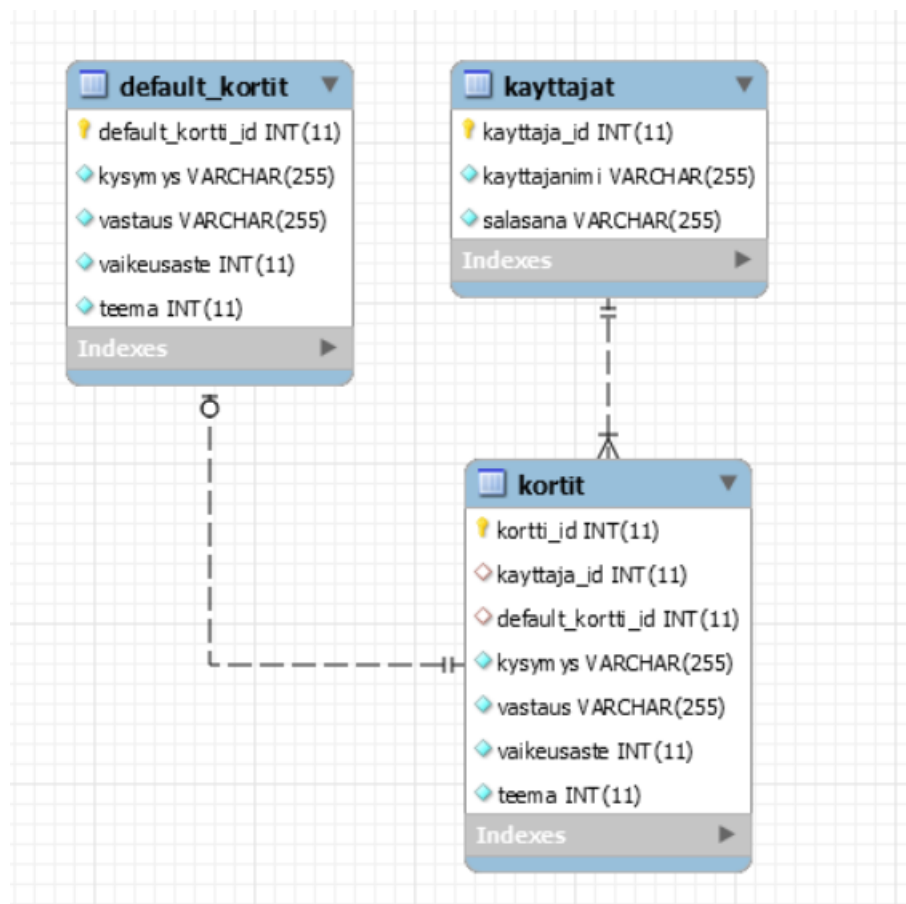 default_kortit
default_kortti_id INT(11)
kysymys VARCHAR(255)
vastaus VARCHAR(255)
vaikeusaste INT(11)
teema INT(11)
Indexes
kayttajat
kayttaja_id INT(11)
kayttajanimi VARCHAR(255)
salasana VARCHAR(255)
Indexes
kortit
kortti_id INT(11)
kayttaja_id INT(11)
default_kortti_id INT(11)
kysymys VARCHAR(255)
vastaus VARCHAR(255)
vaikeusaste INT(11)
teema INT(11)
Indexes